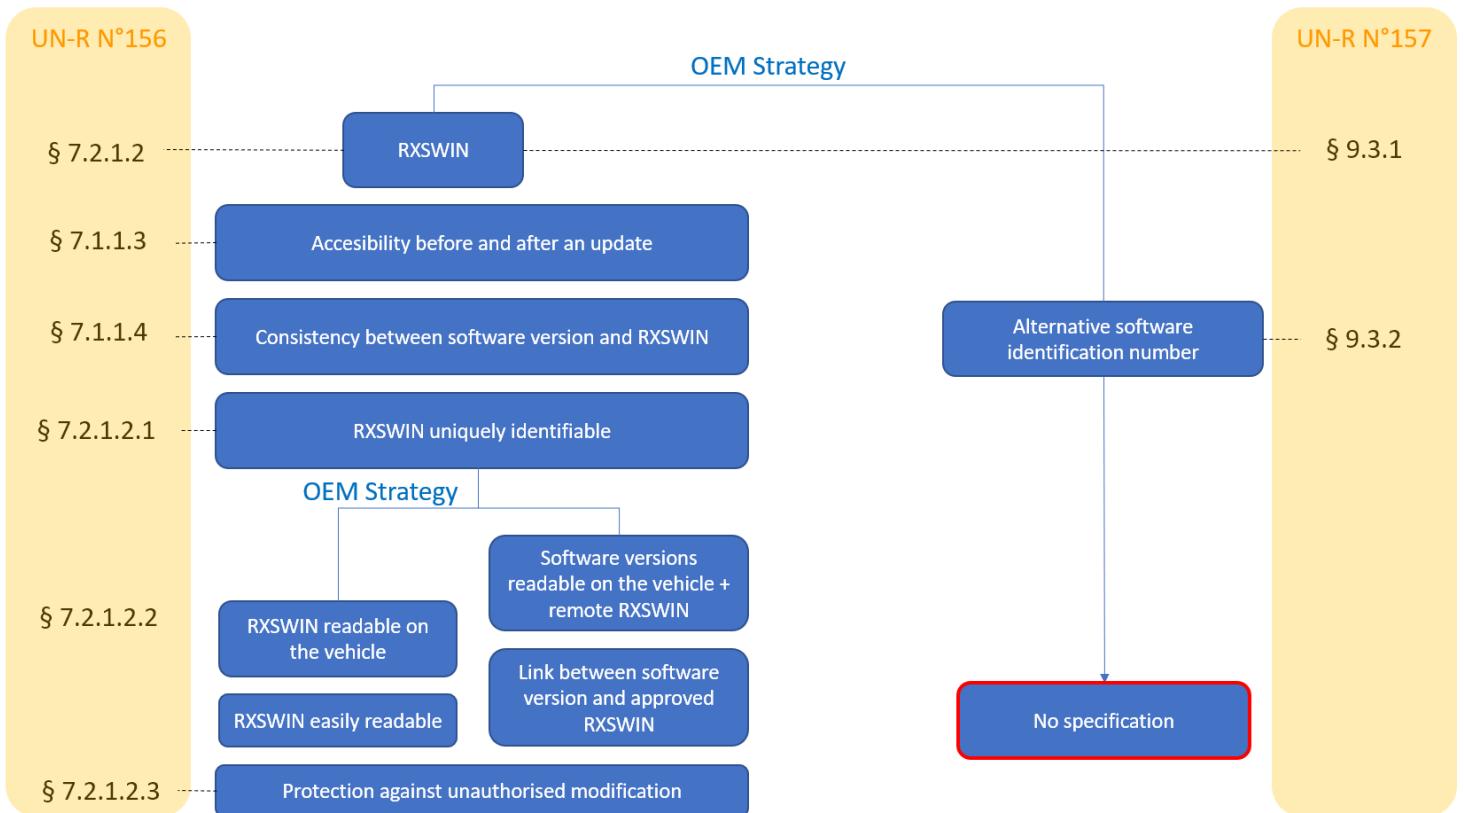 UN-R N°156
UN-R N°157
OEM Strategy
§ 7.2.1.2
RXSWIN
§ 9.3.1
§ 7.1.1.3
Accesibility before and after an update
§ 7.1.1.4
Consistency between software version and RXSWIN
Alternative software
identification number
§ 9.3.2
§ 7.2.1.2.1
RXSWIN uniquely identifiable
OEM Strategy
Software versions
readable on the vehicle +
remote RXSWIN
§ 7.2.1.2.2
RXSWIN readable on
the vehicle
Link between software
version and approved
RXSWIN
RXSWIN easily readable
No specification
§ 7.2.1.2.3
Protection against unauthorised modification